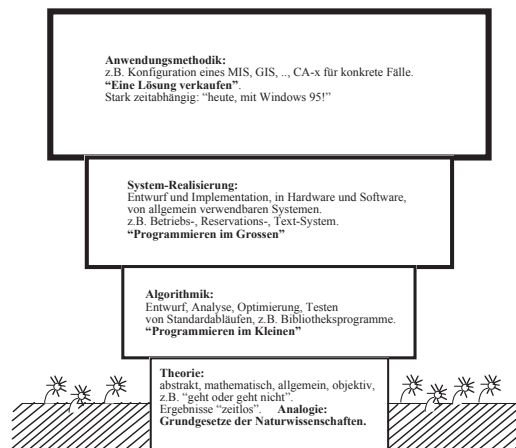 Anwendungsmethodik:
z.B. Konfiguration eines MIS, GIS, .., CA-x für konkrete Fälle.
“Eine Lösung verkaufen”.
Stark zeitabhängig: “heute, mit Windows 95!”
System-Realisierung:
Entwurf und Implementation, in Hardware und Software,
von allgemein verwendbaren Systemen.
z.B. Betriebs-, Reservations-, Text-System.
“Programmieren im Grossen”
Algorithmik:
Entwurf, Analyse, Optimierung, Testen
von Standardabläufen, z.B. Bibliotheksprogramme.
“Programmieren im Kleinen”
Theorie:
abstrakt, mathematisch, allgemein, objektiv,
z.B. “geht oder geht nicht”.
Ergebnisse “zeitlos”. Analogie:
Grundgesetze der Naturwissenschaften.